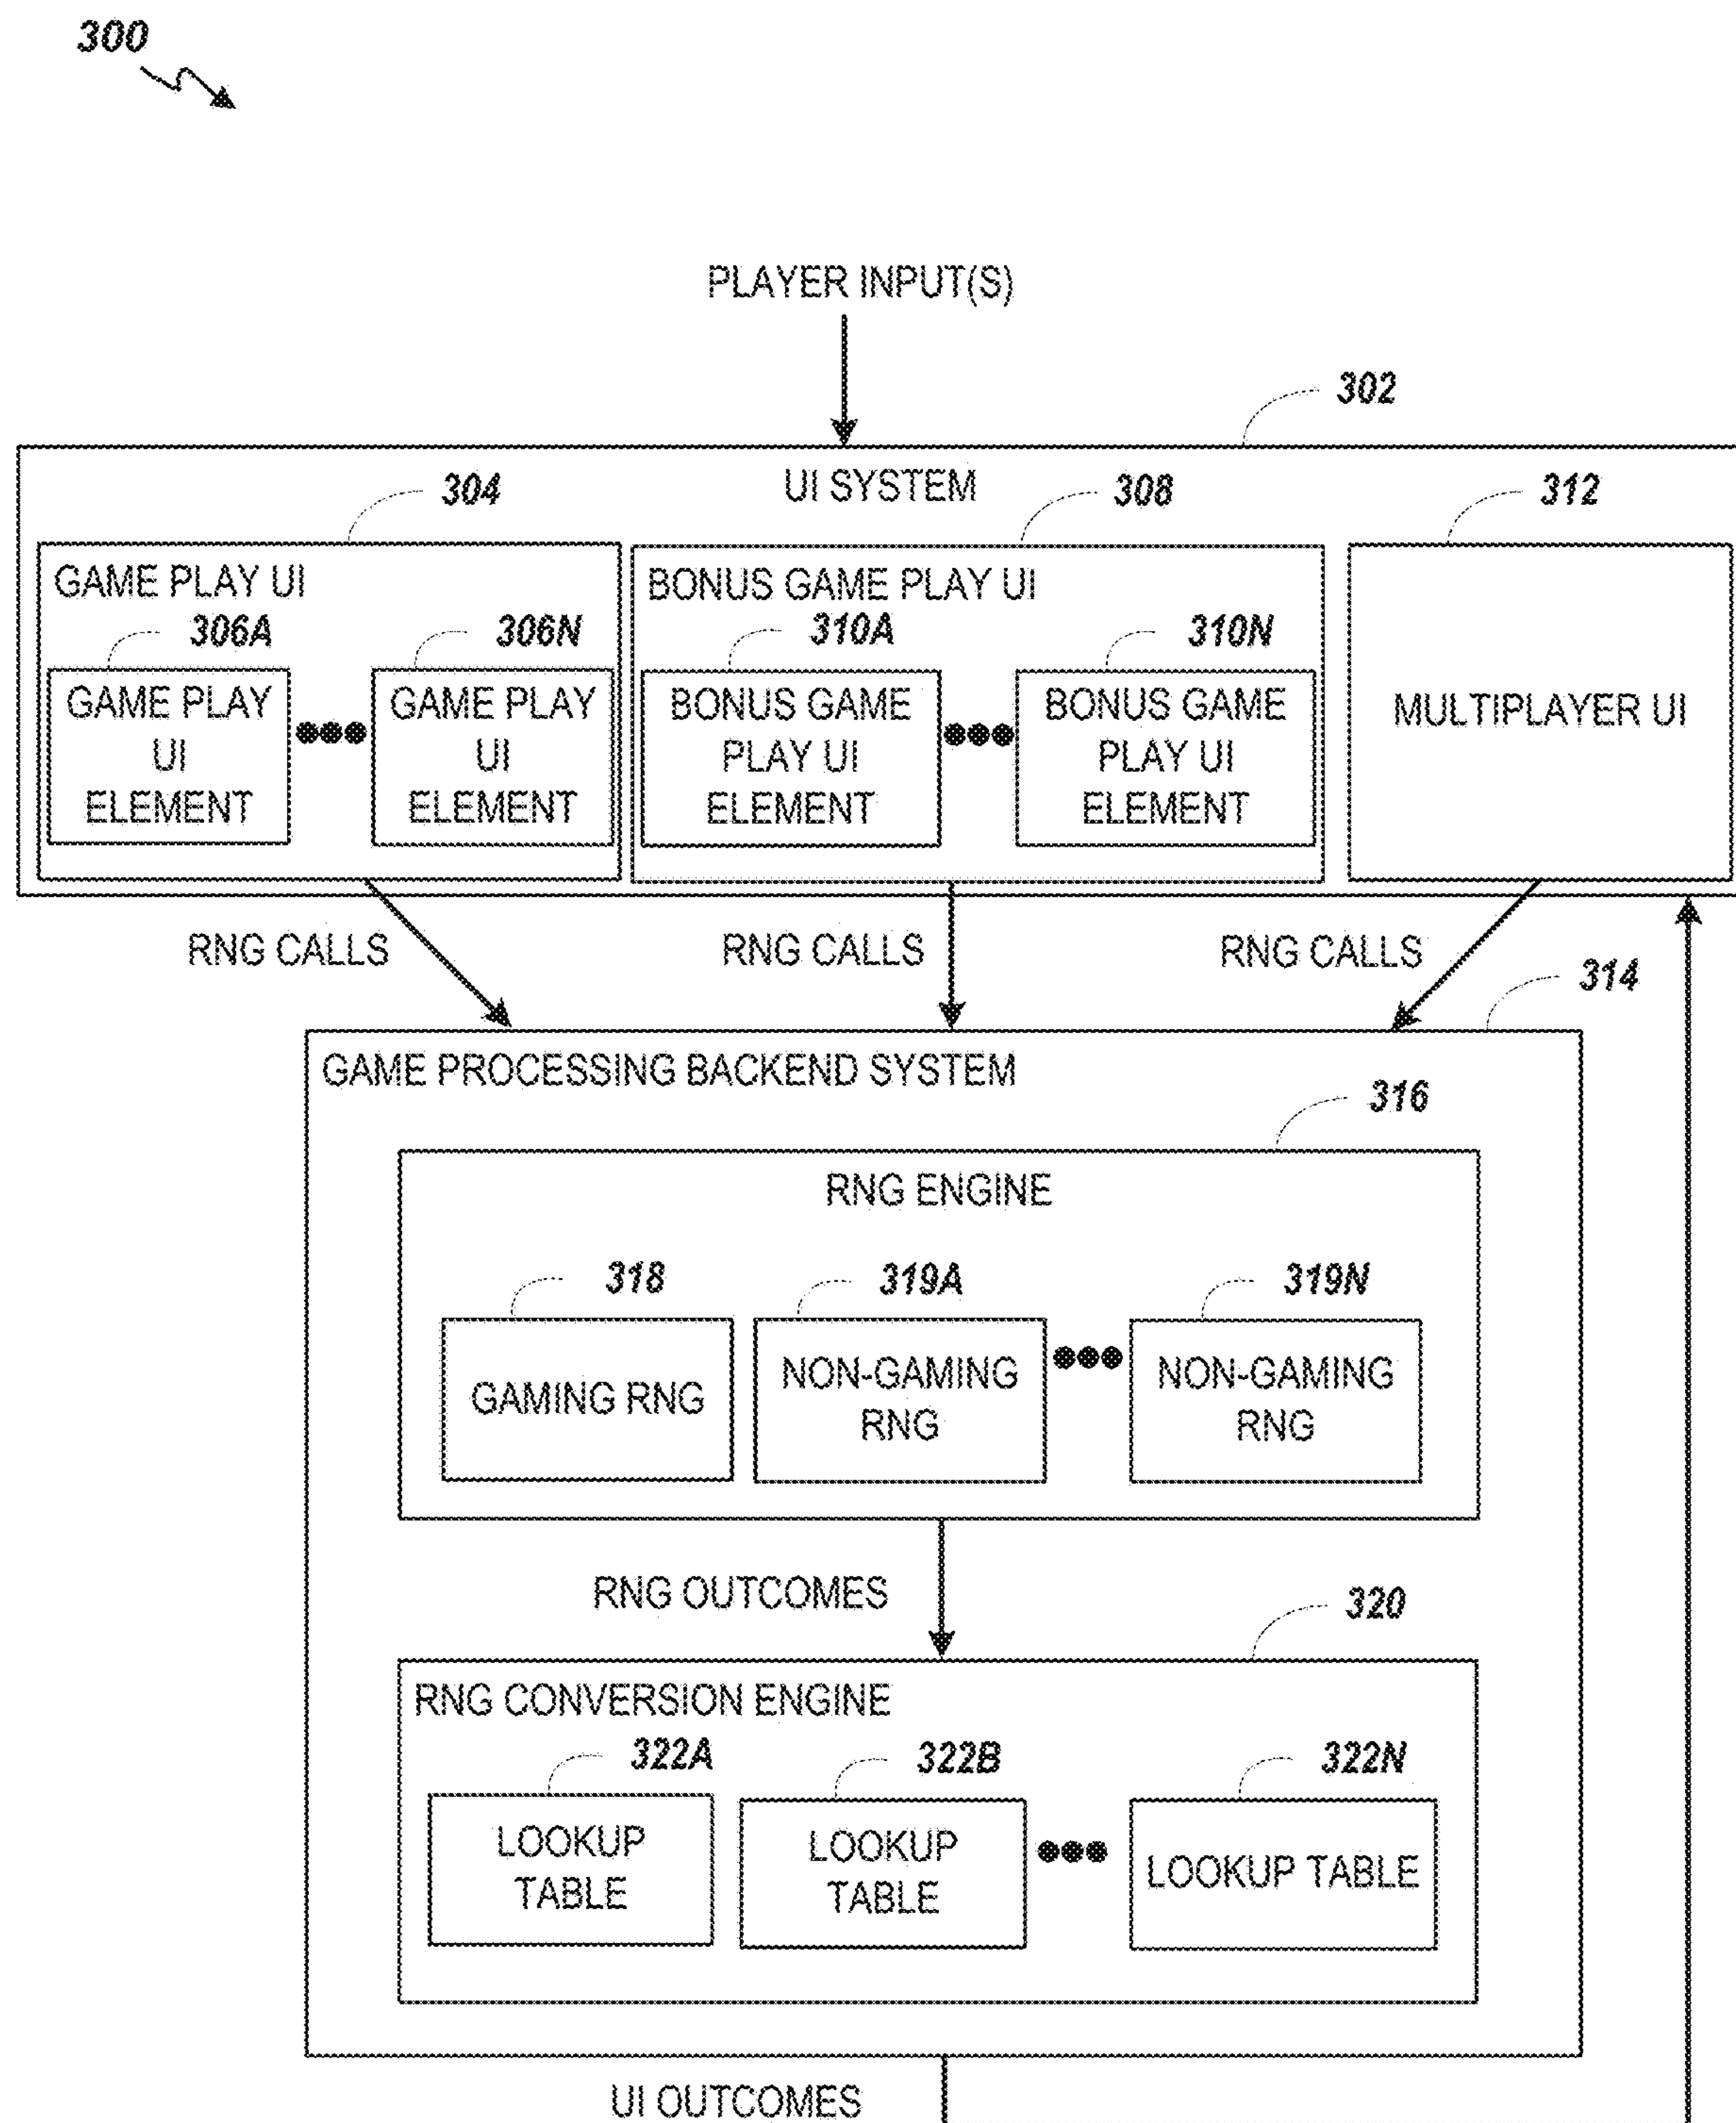 300
PLAYER INPUT(S)
302
UI SYSTEM
304
308
312
GAME PLAY UI
BONUS GAME PLAY UI
306A
306N
310A
310N
GAME PLAY
UI
ELEMENT
GAME PLAY
UI
ELEMENT
BONUS GAME
PLAY UI
ELEMENT
BONUS GAME
PLAY UI
ELEMENT
MULTIPLAYER UI
RNG CALLS
RNG CALLS
RNG CALLS
314
GAME PROCESSING BACKEND SYSTEM
316
RNG ENGINE
318
319A
319N
GAMING RNG
NON-GAMING
RNG
NON-GAMING
RNG
RNG OUTCOMES
320
RNG CONVERSION ENGINE
322A
322B
322N
LOOKUP
TABLE
LOOKUP
TABLE
LOOKUP TABLE
UI OUTCOMES